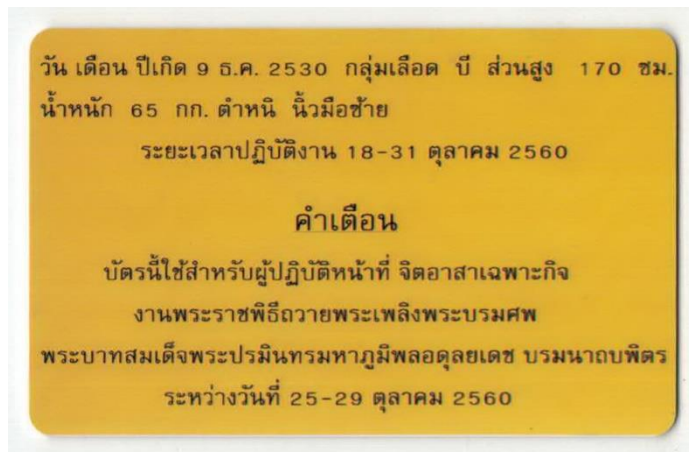 วัน เดือน ปีเกิด 9 ธ.ค. 2530 กลุ่มเลือด บี ส่วนสูง 170 ซม.
น้ำหนัก 65 กก. ตำหนิ นิ้วมือซ้าย
ระยะเวลาปฏิบัติงาน 18-31 ตุลาคม 2560
คำเตือน
บัตรนี้ใช้สำหรับผู้ปฏิบัติหน้าที่ จิตอาสาเฉพาะกิจ
งานพระราชพิธีถวายพระเพลิงพระบรมศพ
พระบาทสมเด็จพระปรมินทรมหาภูมิพลอดุลยเดช บรมนาถบพิตร
ระหว่างวันที่ 25-29 ตุลาคม 2560